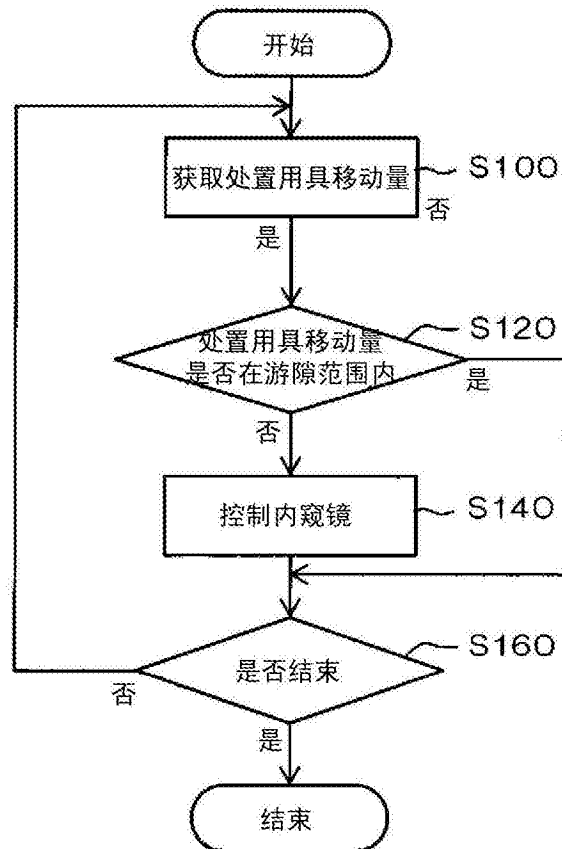 开始
获取处置用具移动量
S100
否
是
处置用具移动量
是否在游隙范围内
S120
是
否
控制内窥镜
S140
是否结束
S160
否
是
结束